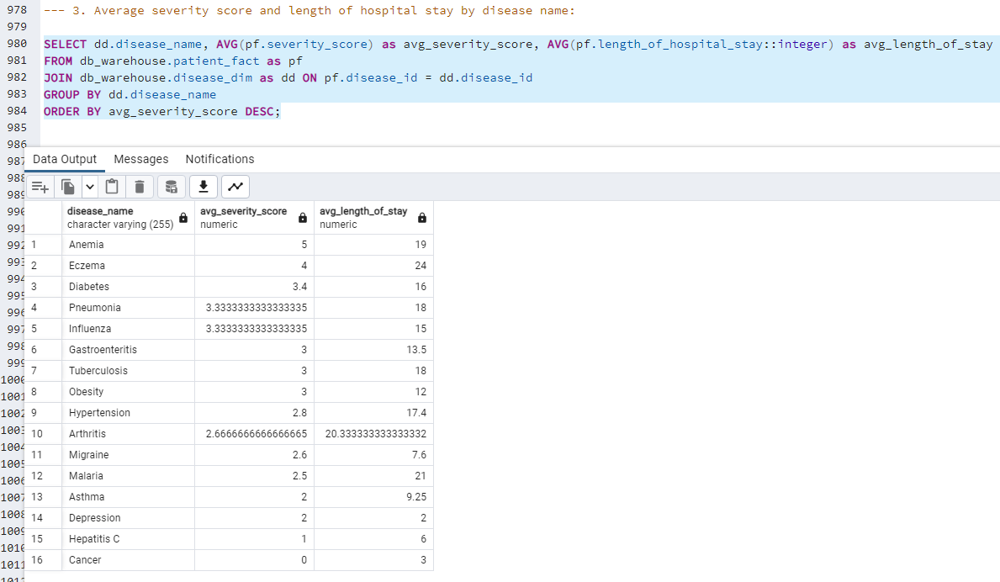 978 --- 3. Average severity score and length of hospital stay by disease name:
979
980 SELECT dd.disease_name, AVG(pf.severity_score) as avg_severity_score, AVG(pf.length_of_hospital_stay::integer) as avg_length_of_stay
981 FROM db_warehouse.patient_fact as pf
982 JOIN db_warehouse.disease_dim as dd ON pf.disease_id = dd.disease_id
983 GROUP BY dd.disease_name
984 ORDER BY avg_severity_score DESC;
985
986
Data Output Messages Notifications
disease_name avg_severity_score avg_length_of_stay
character varying (255) numeric numeric
1 Anemia 5 19
2 Eczema 4 24
3 Diabetes 3.4 16
4 Pneumonia 3.3333333333333335 18
5 Influenza 3.3333333333333335 15
6 Gastroenteritis 3 13.5
7 Tuberculosis 3 18
8 Obesity 3 12
9 Hypertension 2.8 17.4
10 Arthritis 2.6666666666666665 20.333333333333332
11 Migraine 2.6 7.6
12 Malaria 2.5 21
13 Asthma 2 9.25
14 Depression 2 2
15 Hepatitis C 1 6
16 Cancer 0 3